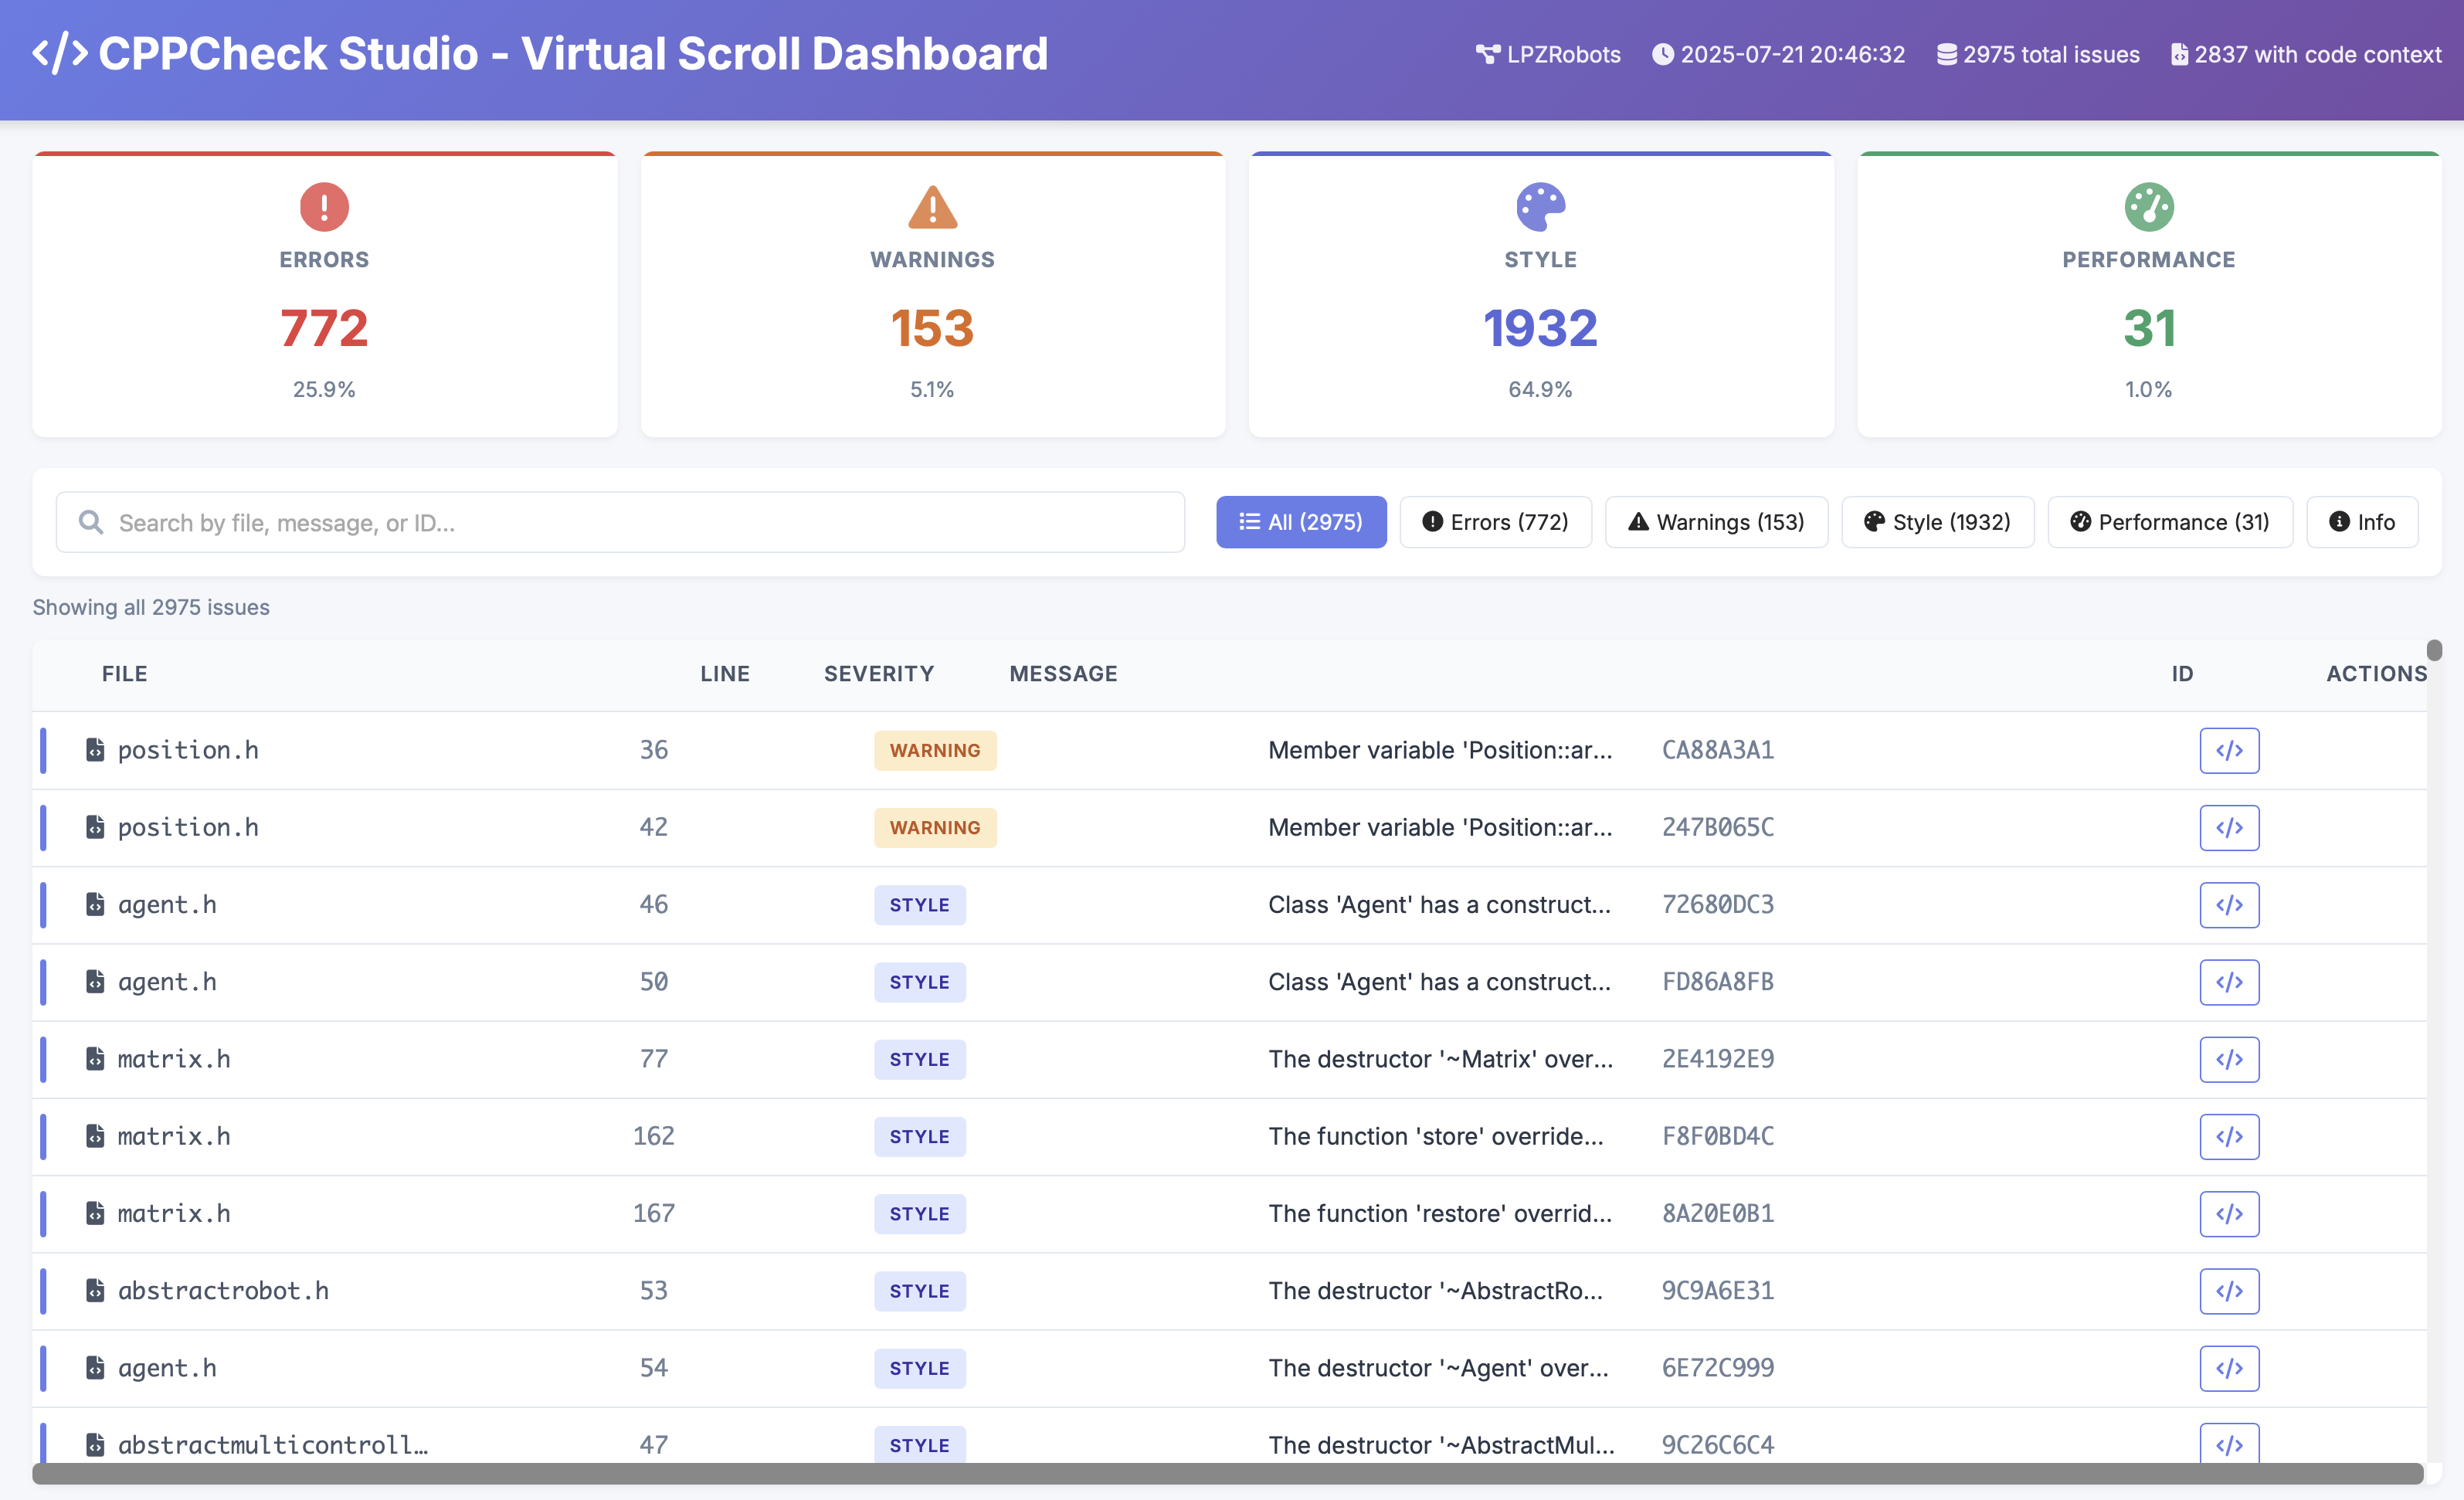 </> CPPCheck Studio - Virtual Scroll Dashboard
LPZRobots 2025-07-21 20:46:32 2975 total issues 2837 with code context
ERRORS
772
25.9%
WARNINGS
153
5.1%
STYLE
1932
64.9%
PERFORMANCE
31
1.0%
Search by file, message, or ID...
All (2975) Errors (772) Warnings (153) Style (1932) Performance (31) Info
Showing all 2975 issues
FILE LINE SEVERITY MESSAGE ID ACTIONS
position.h 36 WARNING Member variable 'Position::ar... CA88A3A1 </>
position.h 42 WARNING Member variable 'Position::ar... 247B065C </>
agent.h 46 STYLE Class 'Agent' has a construct... 72680DC3 </>
agent.h 50 STYLE Class 'Agent' has a construct... FD86A8FB </>
matrix.h 77 STYLE The destructor '~Matrix' over... 2E4192E9 </>
matrix.h 162 STYLE The function 'store' override... F8F0BD4C </>
matrix.h 167 STYLE The function 'restore' overrid... 8A20E0B1 </>
abstractrobot.h 53 STYLE The destructor '~AbstractRo... 9C9A6E31 </>
agent.h 54 STYLE The destructor '~Agent' over... 6E72C999 </>
abstractmulticontroll… 47 STYLE The destructor '~AbstractMul... 9C26C6C4 </>